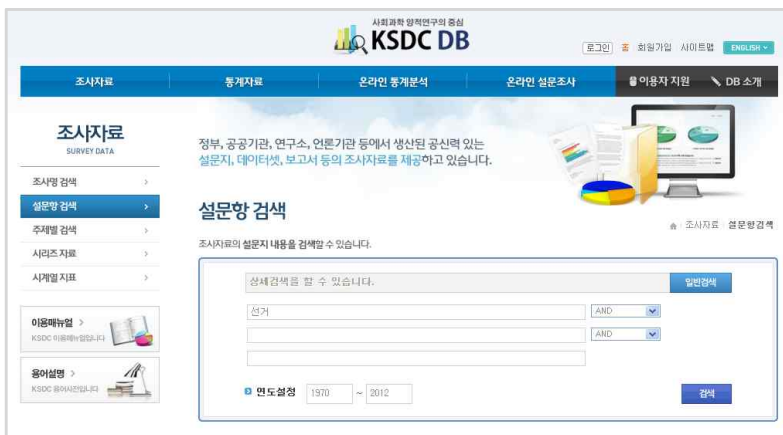 사회과학 양적연구의 중심
KSDC DB
로그인 홈 회원가입 사이트맵 ENGLISH
조사자료 통계자료 온라인 통계분석 온라인 설문조사 이용자 지원 DB 소개
조사자료
SURVEY DATA
조사명 검색
설문항 검색
주제별 검색
시리즈 자료
시계열 지표
이용매뉴얼
KSDC 이용매뉴얼입니다
용어설명
KSDC 용어사전입니다
정부, 공공기관, 연구소, 언론기관 등에서 생산된 공신력 있는
설문지, 데이터셋, 보고서 등의 조사자료를 제공하고 있습니다.
설문항 검색
조사자료 설문항검색
조사자료의 설문지 내용을 검색할 수 있습니다.
상세검색을 할 수 있습니다. 일반검색
선거 AND
AND
연도설정 1970 ~ 2012 검색